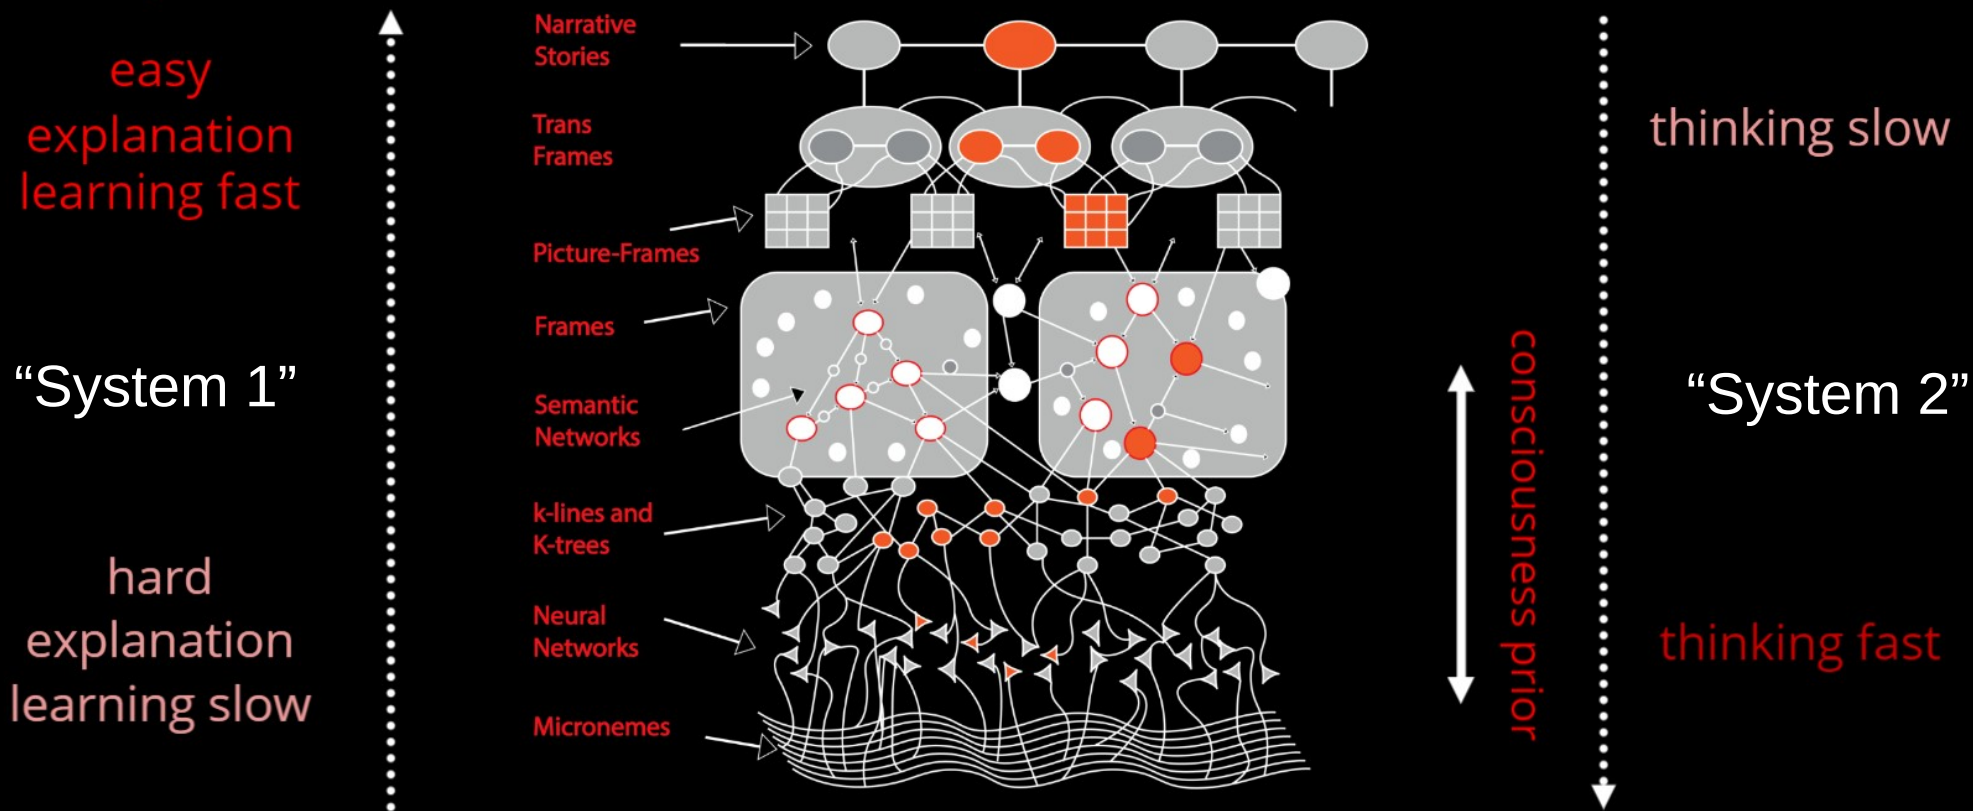 easy
explanation
learning fast
“System 1”
hard
explanation
learning slow
Narrative
Stories
Trans
Frames
Picture-Frames
Frames
Semantic
Networks
k-lines and
K-trees
Neural
Networks
Micronemes
consciousness prior
thinking slow
“System 2”
thinking fast